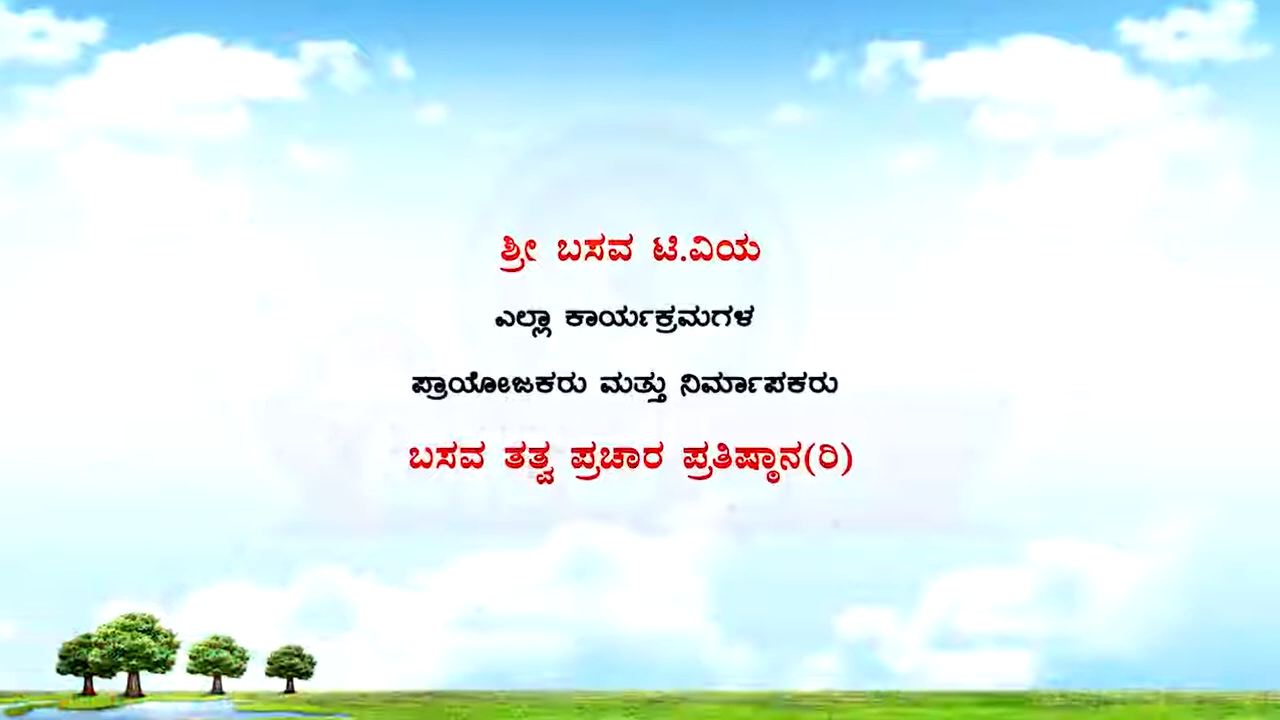 ಶ್ರೀ ಬಸವ ಟಿ.ವಿಯ
ಎಲ್ಲಾ ಕಾರ್ಯಕ್ರಮಗಳ
ಪ್ರಾಯೋಜಕರು ಮತ್ತು ನಿರ್ಮಾಪಕರು
ಬಸವ ತತ್ವ ಪ್ರಚಾರ ಪ್ರತಿಷ್ಠಾನ(ರಿ)